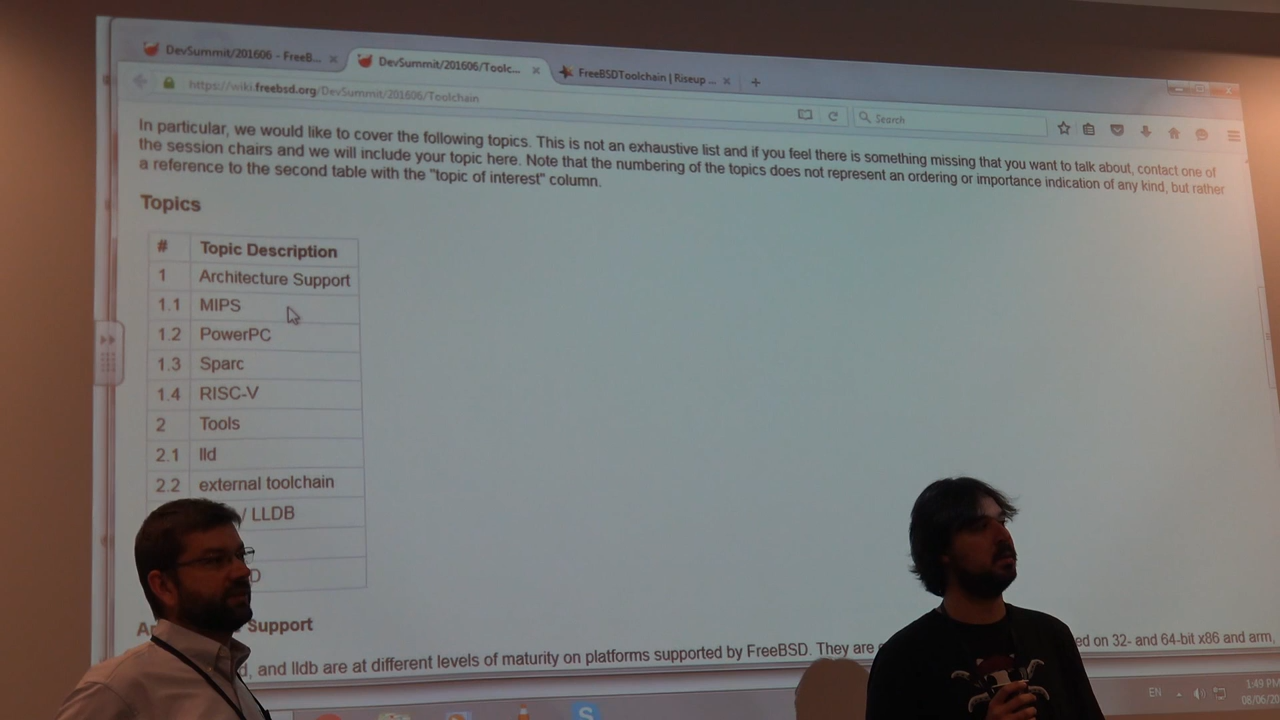 DevSummit/201606 - FreeB... × DevSummit/201606/Toolc... × FreeBSDToolchain | Riseup ... × +
https://wiki.freebsd.org/DevSummit/201606/Toolchain Search
In particular, we would like to cover the following topics. This is not an exhaustive list and if you feel there is something missing that you want to talk about, contact one of
the session chairs and we will include your topic here. Note that the numbering of the topics does not represent an ordering or importance indication of any kind, but rather
a reference to the second table with the "topic of interest" column.
Topics
# Topic Description
1 Architecture Support
1.1 MIPS
1.2 PowerPC
1.3 Sparc
1.4 RISC-V
2 Tools
2.1 lld
2.2 external toolchain
/ LLDB
Support
, and lldb are at different levels of maturity on platforms supported by FreeBSD. They are on 32- and 64-bit x86 and arm,
EN 1:49 PM
08/06/20